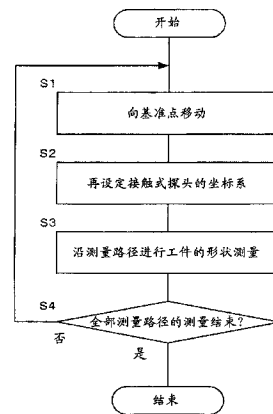 开始
S1
向基准点移动
S2
再设定接触式探头的坐标系
S3
沿测量路径进行工件的形状测量
S4
全部测量路径的测量结束?
否
是
结束